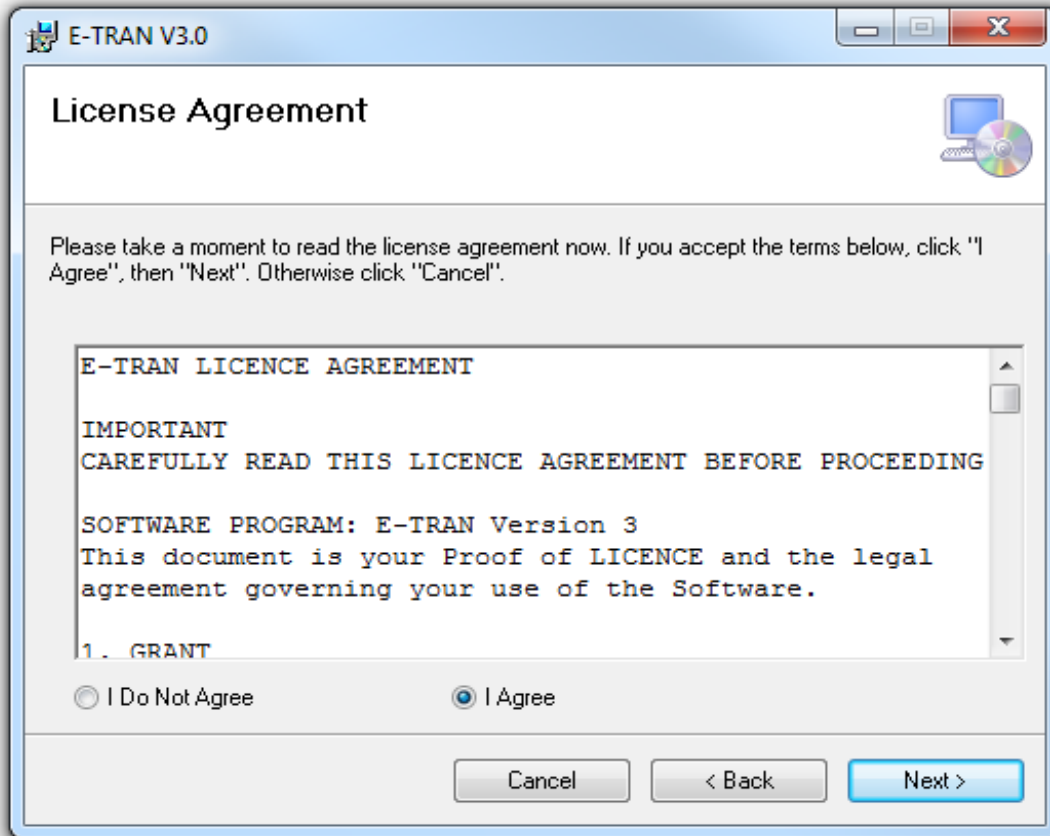 E-TRAN V3.0
License Agreement
Please take a moment to read the license agreement now. If you accept the terms below, click "I
Agree", then "Next". Otherwise click "Cancel".
E-TRAN LICENCE AGREEMENT
IMPORTANT
CAREFULLY READ THIS LICENCE AGREEMENT BEFORE PROCEEDING
SOFTWARE PROGRAM: E-TRAN Version 3
This document is your Proof of LICENCE and the legal
agreement governing your use of the Software.
1. GRANT
I Do Not Agree
I Agree
Cancel
< Back
Next >